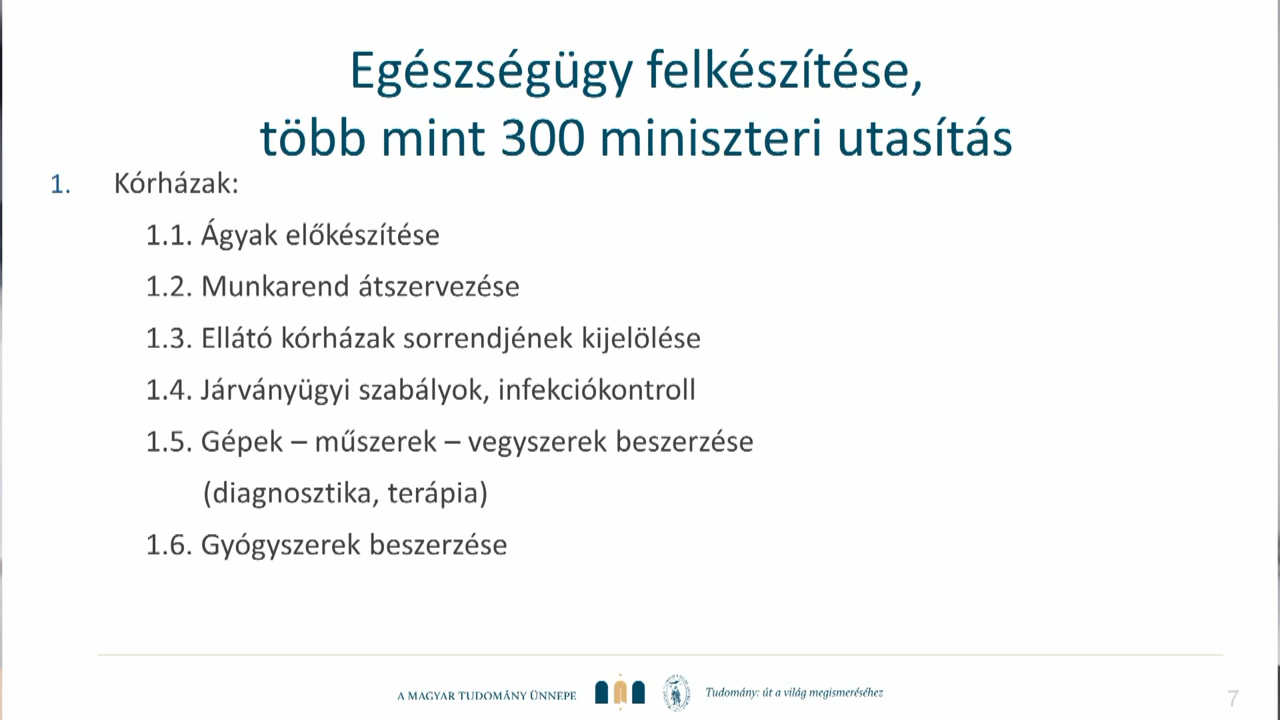 Egészségügy felkészítése,
több mint 300 miniszteri utasítás
1. Kórházak:
1.1. Ágyak előkészítése
1.2. Munkarend átszervezése
1.3. Ellátó kórházak sorrendjének kijelölése
1.4. Járványügyi szabályok, infekciókontroll
1.5. Gépek – műszerek – vegyszerek beszerzése
(diagnosztika, terápia)
1.6. Gyógyszerek beszerzése
A MAGYAR TUDOMÁNY ÜNNEPE
Tudomány: út a világ megismeréséhez
7